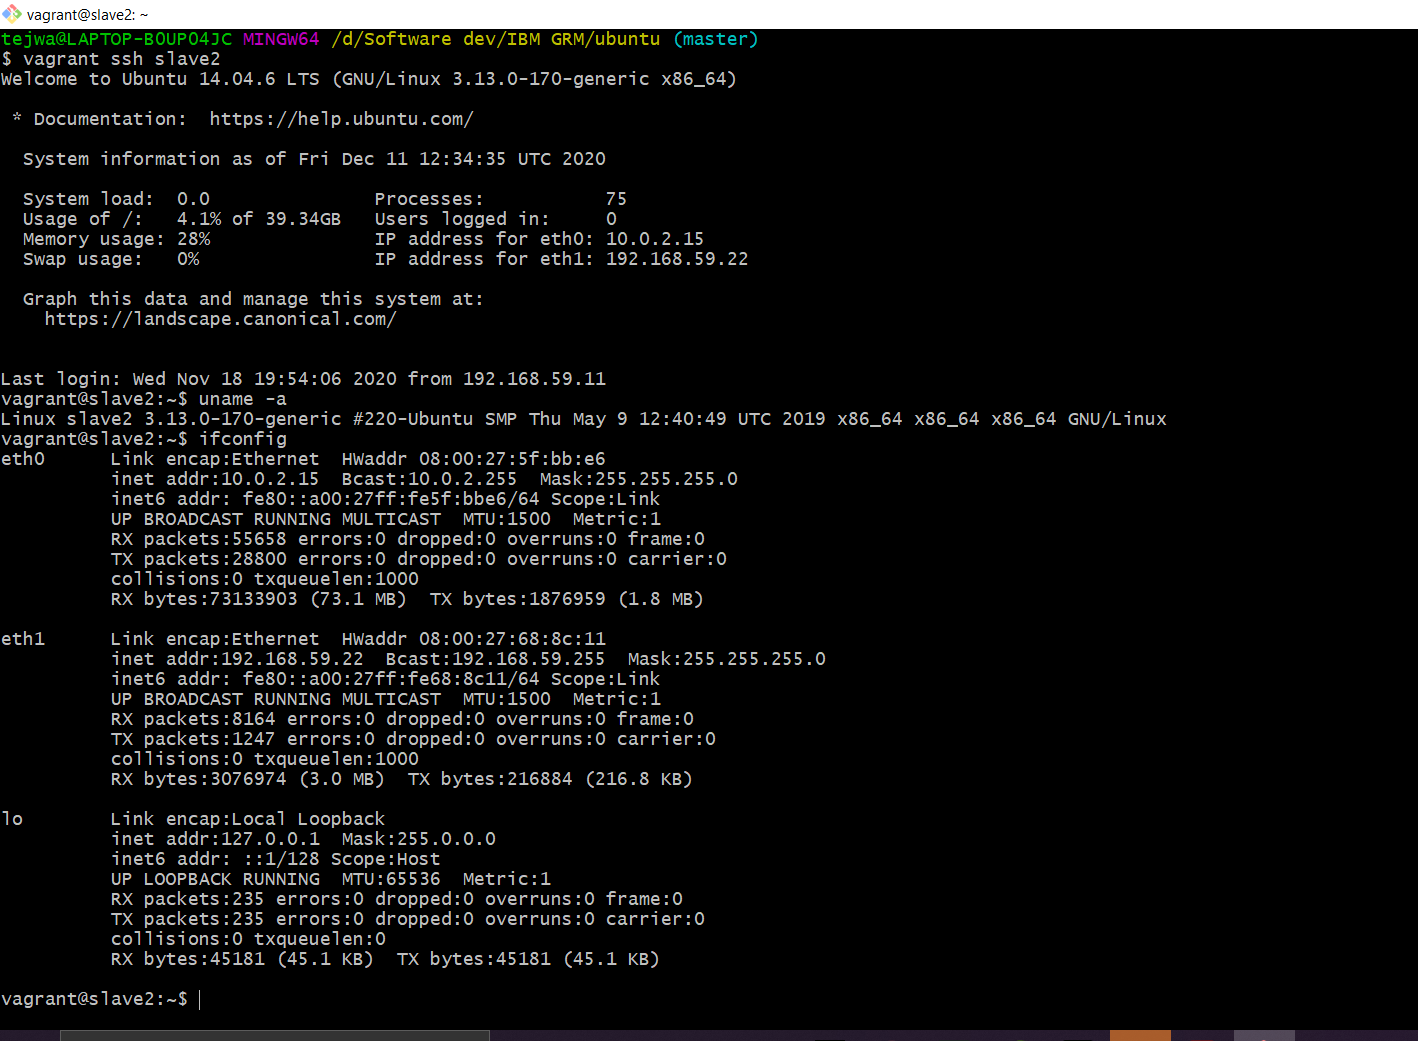 vagrant@slave2: ~
tejwa@LAPTOP-B0UPO4JC MINGW64 /d/Software dev/IBM GRM/ubuntu (master)
$ vagrant ssh slave2
Welcome to Ubuntu 14.04.6 LTS (GNU/Linux 3.13.0-170-generic x86_64)
* Documentation:  https://help.ubuntu.com/
System information as of Fri Dec 11 12:34:35 UTC 2020
System load:  0.0               Processes:           75
Usage of /:   4.1% of 39.34GB   Users logged in:     0
Memory usage: 28%               IP address for eth0: 10.0.2.15
Swap usage:   0%                IP address for eth1: 192.168.59.22
Graph this data and manage this system at:
https://landscape.canonical.com/
Last login: Wed Nov 18 19:54:06 2020 from 192.168.59.11
vagrant@slave2:~$ uname -a
Linux slave2 3.13.0-170-generic #220-Ubuntu SMP Thu May 9 12:40:49 UTC 2019 x86_64 x86_64 x86_64 GNU/Linux
vagrant@slave2:~$ ifconfig
eth0      Link encap:Ethernet  HWaddr 08:00:27:5f:bb:e6
inet addr:10.0.2.15  Bcast:10.0.2.255  Mask:255.255.255.0
inet6 addr: fe80::a00:27ff:fe5f:bbe6/64 Scope:Link
UP BROADCAST RUNNING MULTICAST  MTU:1500  Metric:1
RX packets:55658 errors:0 dropped:0 overruns:0 frame:0
TX packets:28800 errors:0 dropped:0 overruns:0 carrier:0
collisions:0 txqueuelen:1000
RX bytes:73133903 (73.1 MB)  TX bytes:1876959 (1.8 MB)
eth1      Link encap:Ethernet  HWaddr 08:00:27:68:8c:11
inet addr:192.168.59.22  Bcast:192.168.59.255  Mask:255.255.255.0
inet6 addr: fe80::a00:27ff:fe68:8c11/64 Scope:Link
UP BROADCAST RUNNING MULTICAST  MTU:1500  Metric:1
RX packets:8164 errors:0 dropped:0 overruns:0 frame:0
TX packets:1247 errors:0 dropped:0 overruns:0 carrier:0
collisions:0 txqueuelen:1000
RX bytes:3076974 (3.0 MB)  TX bytes:216884 (216.8 KB)
lo        Link encap:Local Loopback
inet addr:127.0.0.1  Mask:255.0.0.0
inet6 addr: ::1/128 Scope:Host
UP LOOPBACK RUNNING  MTU:65536  Metric:1
RX packets:235 errors:0 dropped:0 overruns:0 frame:0
TX packets:235 errors:0 dropped:0 overruns:0 carrier:0
collisions:0 txqueuelen:0
RX bytes:45181 (45.1 KB)  TX bytes:45181 (45.1 KB)
vagrant@slave2:~$